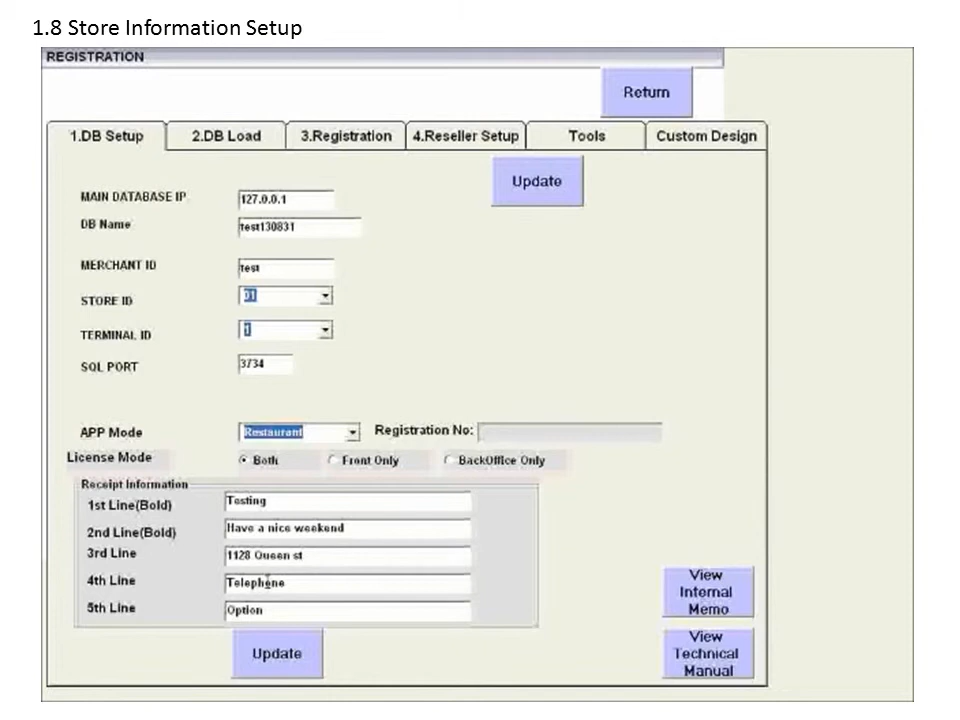 1.8 Store Information Setup
REGISTRATION
Return
1.DB Setup 2.DB Load 3.Registration 4.Reseller Setup Tools Custom Design
Update
MAIN DATABASE IP 127.0.0.1
DB Name test130831
MERCHANT ID test
STORE ID 01
TERMINAL ID 1
SQL PORT 3734
APP Mode Restaurant Registration No:
License Mode Both Front Only BackOffice Only
Receipt Information
1st Line(Bold) Testing
2nd Line(Bold) Have a nice weekend
3rd Line 1128 Queen st
4th Line Telephone
5th Line Option
View
Internal
Memo
Update
View
Technical
Manual